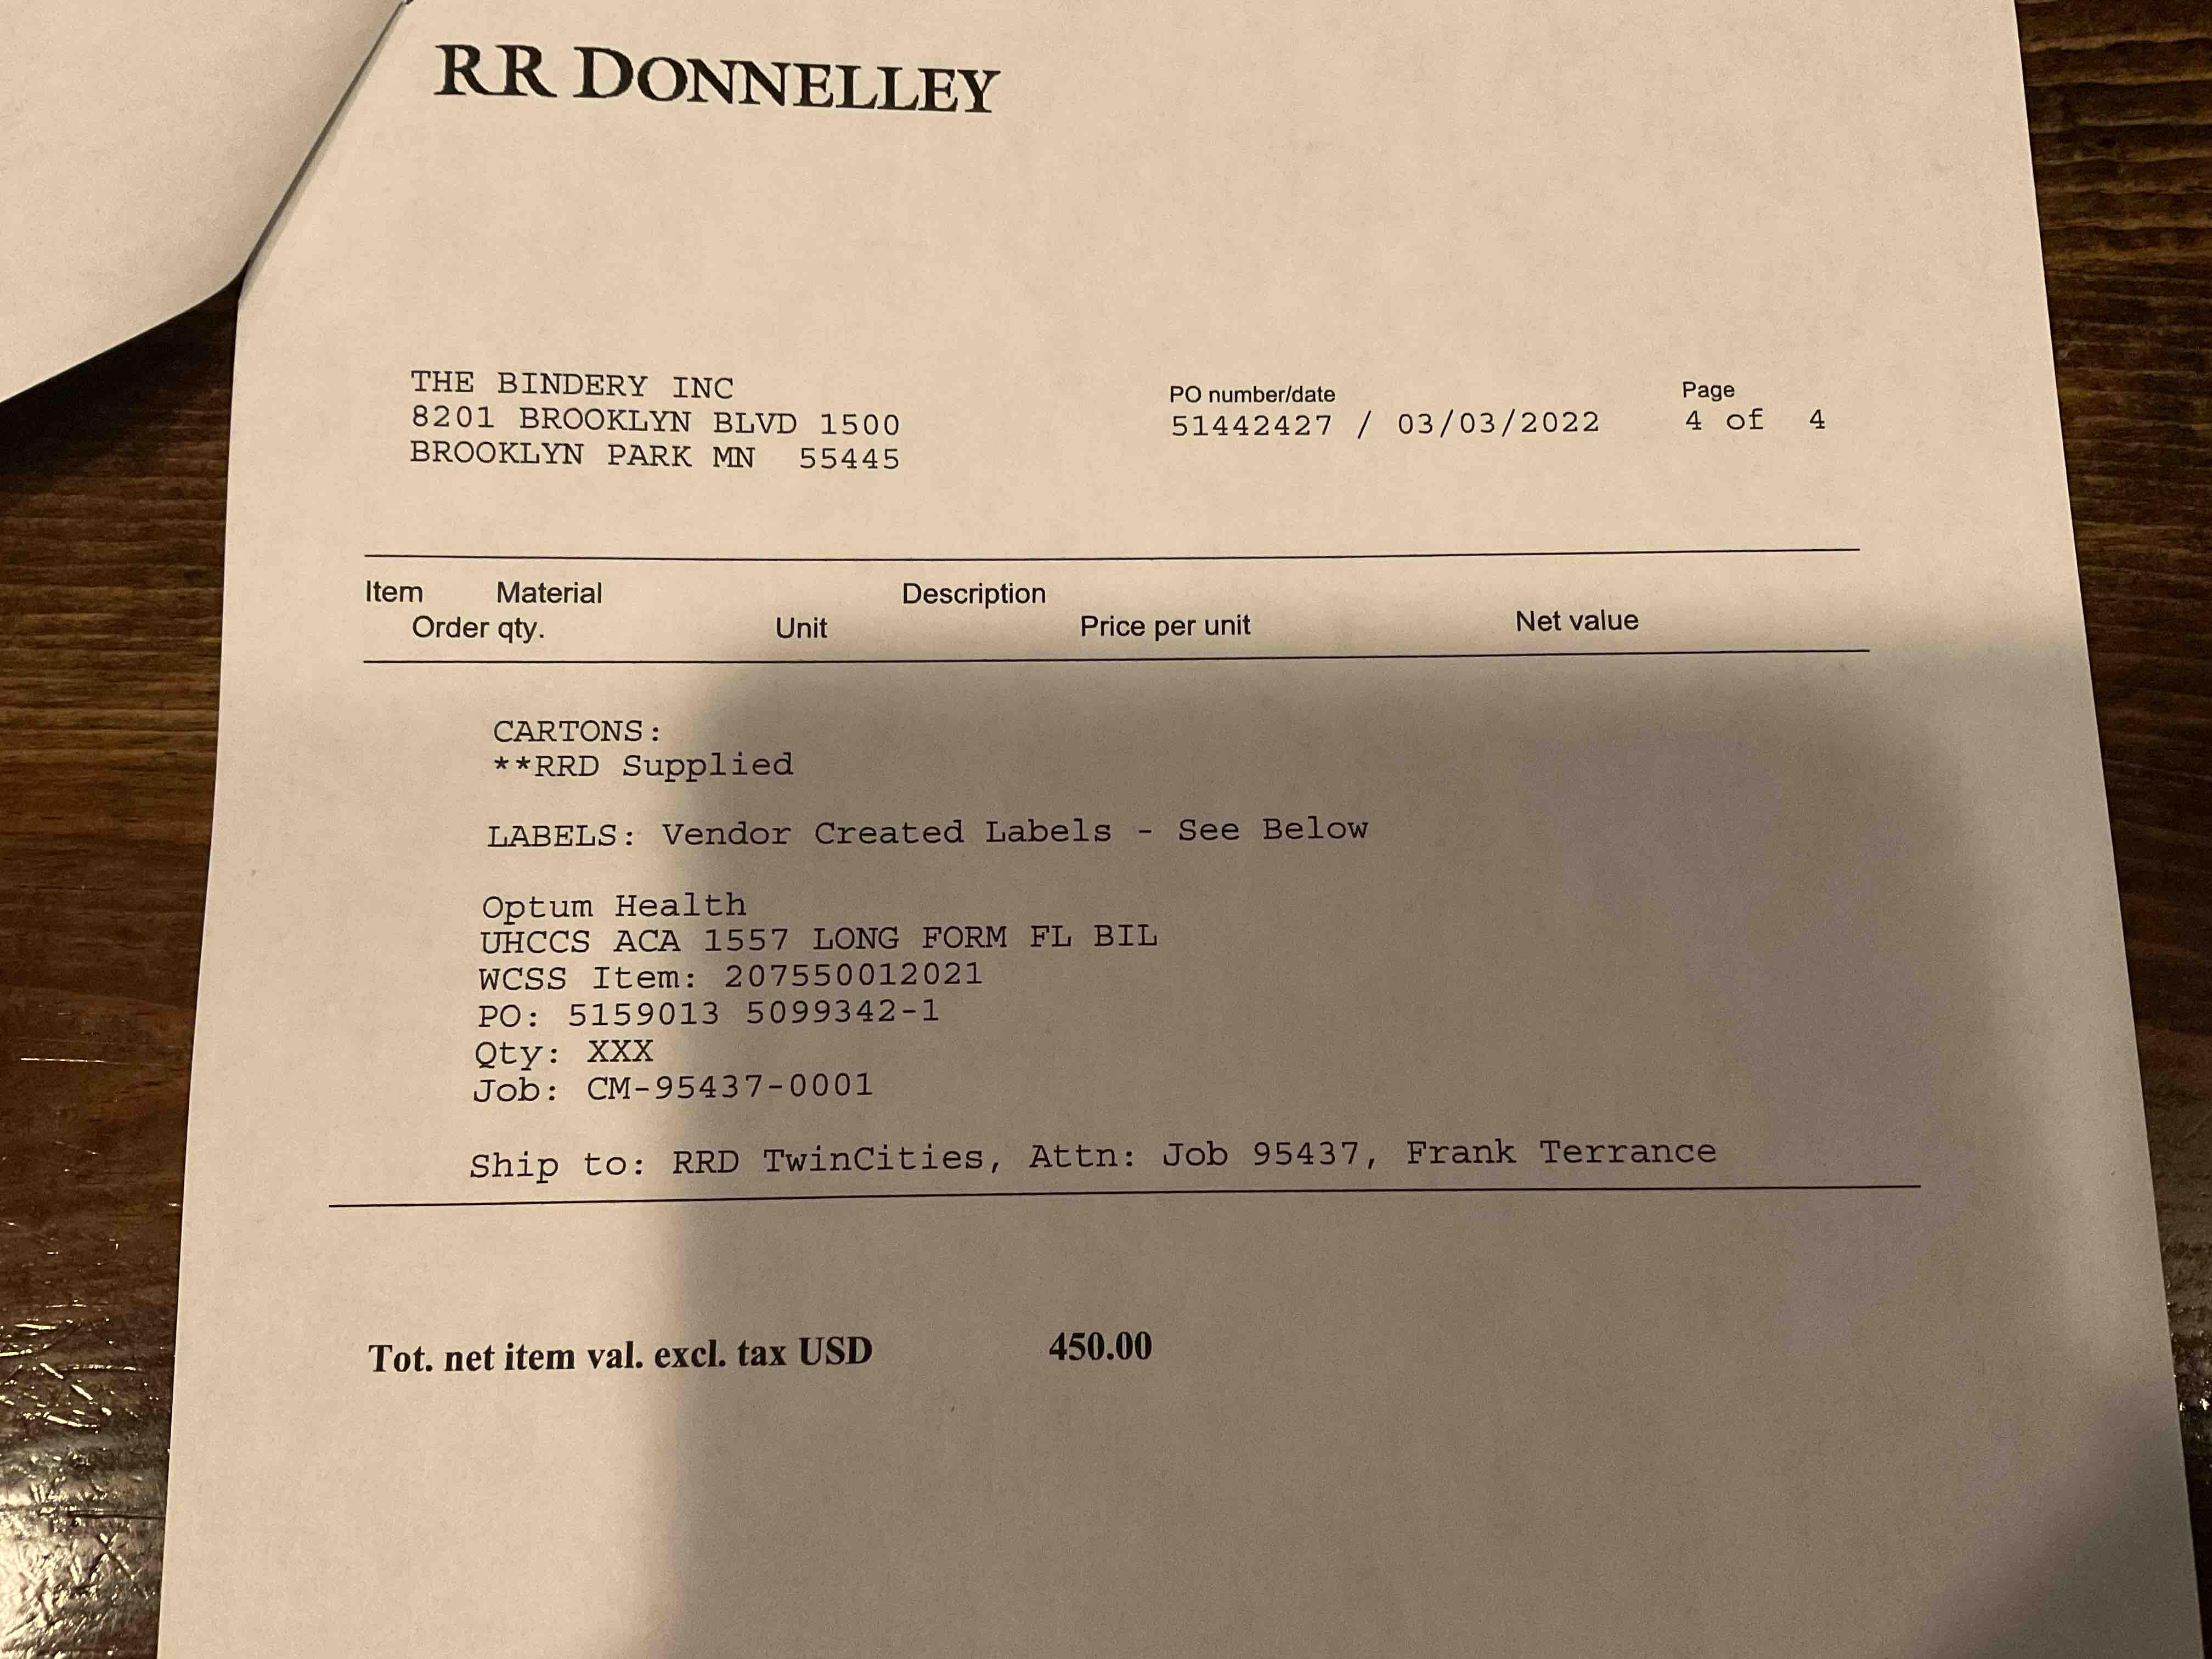 RR DONNELLEY
THE BINDERY INC
8201 BROOKLYN BLVD 1500
BROOKLYN PARK MN 55445
PO number/date
51442427 / 03/03/2022
Page
4 of 4
Item Material Description
Order qty. Unit Price per unit Net value
CARTONS:
**RRD Supplied
LABELS: Vendor Created Labels - See Below
Optum Health
UHCCS ACA 1557 LONG FORM FL BIL
WCSS Item: 207550012021
PO: 5159013 5099342-1
Qty: XXX
Job: CM-95437-0001
Ship to: RRD TwinCities, Attn: Job 95437, Frank Terrance
Tot. net item val. excl. tax USD 450.00